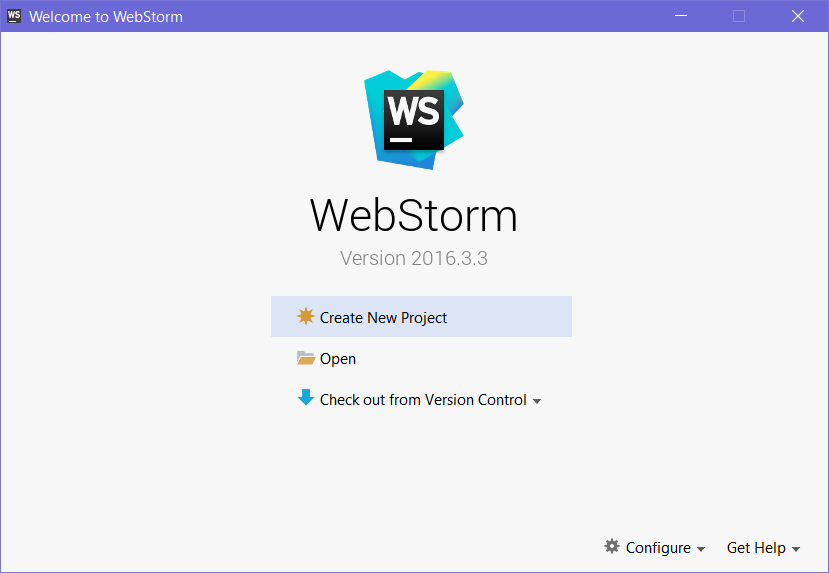 WS Welcome to WebStorm
WS
WebStorm
Version 2016.3.3
Create New Project
Open
Check out from Version Control
Configure Get Help